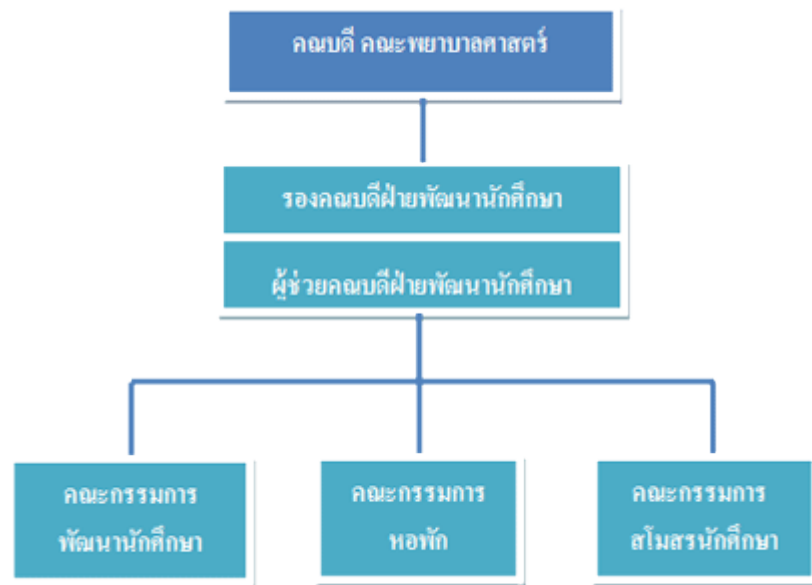 คณบดี คณะพยาบาลศาสตร์
รองคณบดีฝ่ายพัฒนานักศึกษา
ผู้ช่วยคณบดีฝ่ายพัฒนานักศึกษา
คณะกรรมการ
พัฒนานักศึกษา
คณะกรรมการ
หอพัก
คณะกรรมการ
สโมสรนักศึกษา